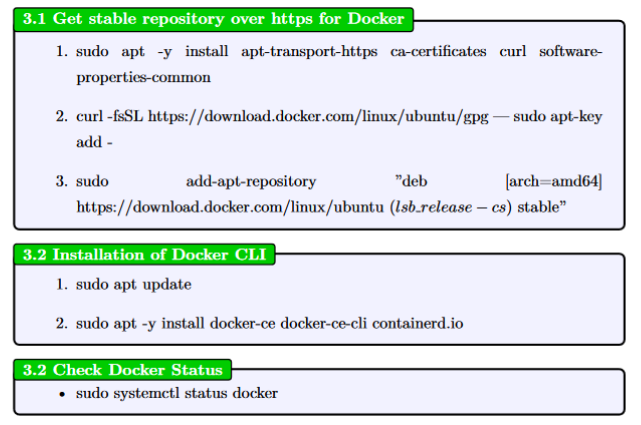 3.1 Get stable repository over https for Docker
1. sudo apt -y install apt-transport-https ca-certificates curl software-
properties-common
2. curl -fsSL https://download.docker.com/linux/ubuntu/gpg — sudo apt-key
add -
3. sudo add-apt-repository ”deb [arch=amd64]
https://download.docker.com/linux/ubuntu (lsb_release − cs) stable”
3.2 Installation of Docker CLI
1. sudo apt update
2. sudo apt -y install docker-ce docker-ce-cli containerd.io
3.2 Check Docker Status
• sudo systemctl status docker